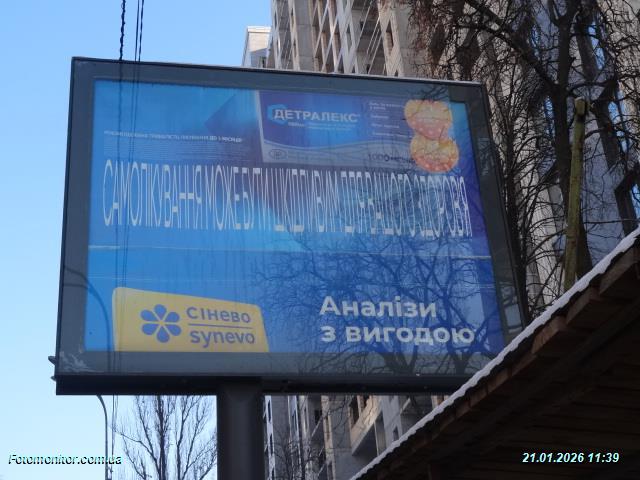 ДЕТРАЛЕКС®
САМОЛІКУВАННЯ МОЖЕ БУТИ ШКІДЛИВИМ ДЛЯ ВАШОГО ЗДОРОВ'Я
сінево
synevo
Аналізи
з вигодою
Fotomonitor.com.ua
21.01.2026 11:39